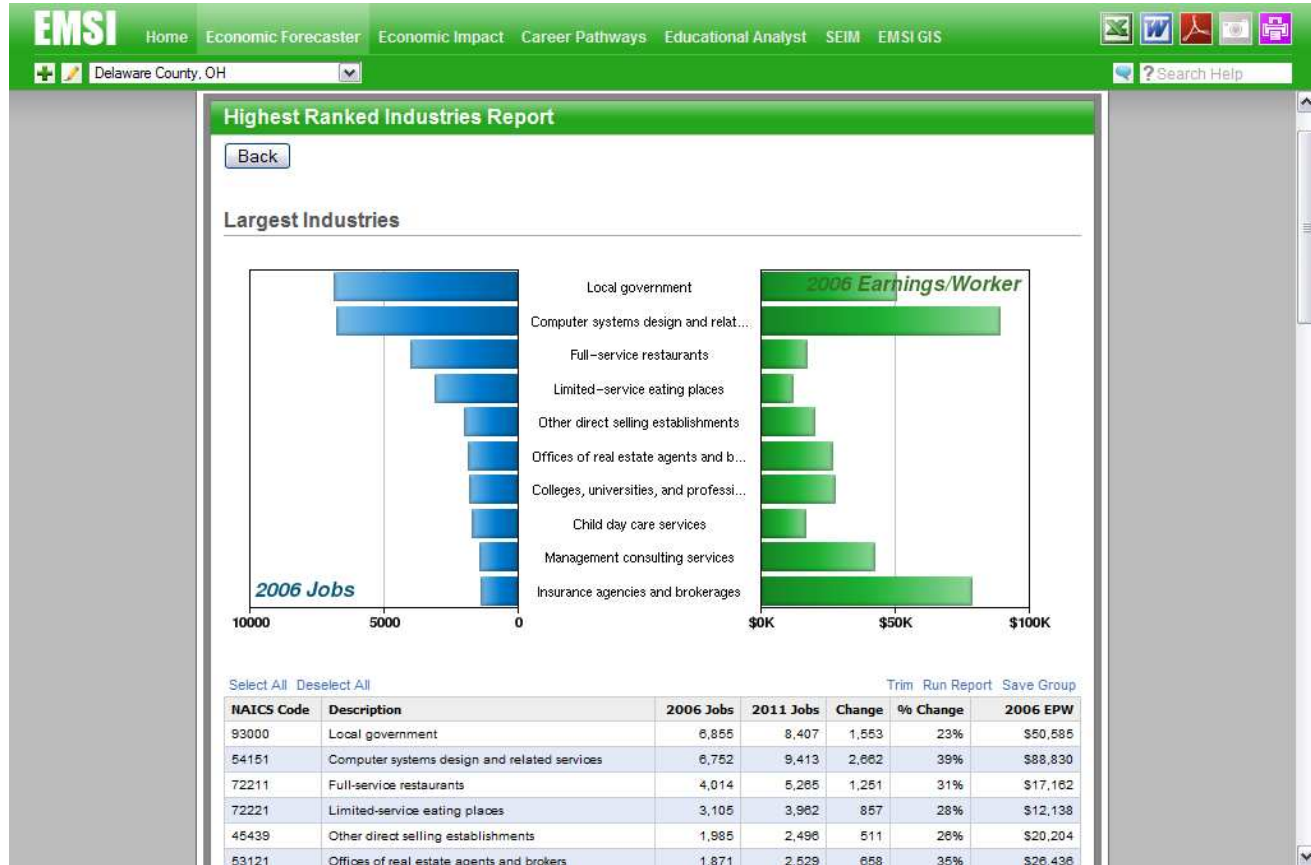 EMSI Home Economic Forecaster Economic Impact Career Pathways Educational Analyst SEIM EMSI GIS
Delaware County, OH ? Search Help
Highest Ranked Industries Report
Back
Largest Industries
2006 Earnings/Worker
Local government
Computer systems design and relat...
Full-service restaurants
Limited-service eating places
Other direct selling establishments
Offices of real estate agents and b...
Colleges, universities, and professi...
Child day care services
Management consulting services
Insurance agencies and brokerages
2006 Jobs
10000 5000 0 $0K $50K $100K
Select All Deselect All Trim Run Report Save Group
NAICS Code Description 2006 Jobs 2011 Jobs Change % Change 2006 EPW
93000 Local government 6,855 8,407 1,553 23% $50,585
54151 Computer systems design and related services 6,752 9,413 2,662 39% $88,830
72211 Full-service restaurants 4,014 5,265 1,251 31% $17,162
72221 Limited-service eating places 3,105 3,962 857 28% $12,138
45439 Other direct selling establishments 1,985 2,496 511 26% $20,204
53121 Offices of real estate agents and brokers 1,871 2,529 658 35% $26,436